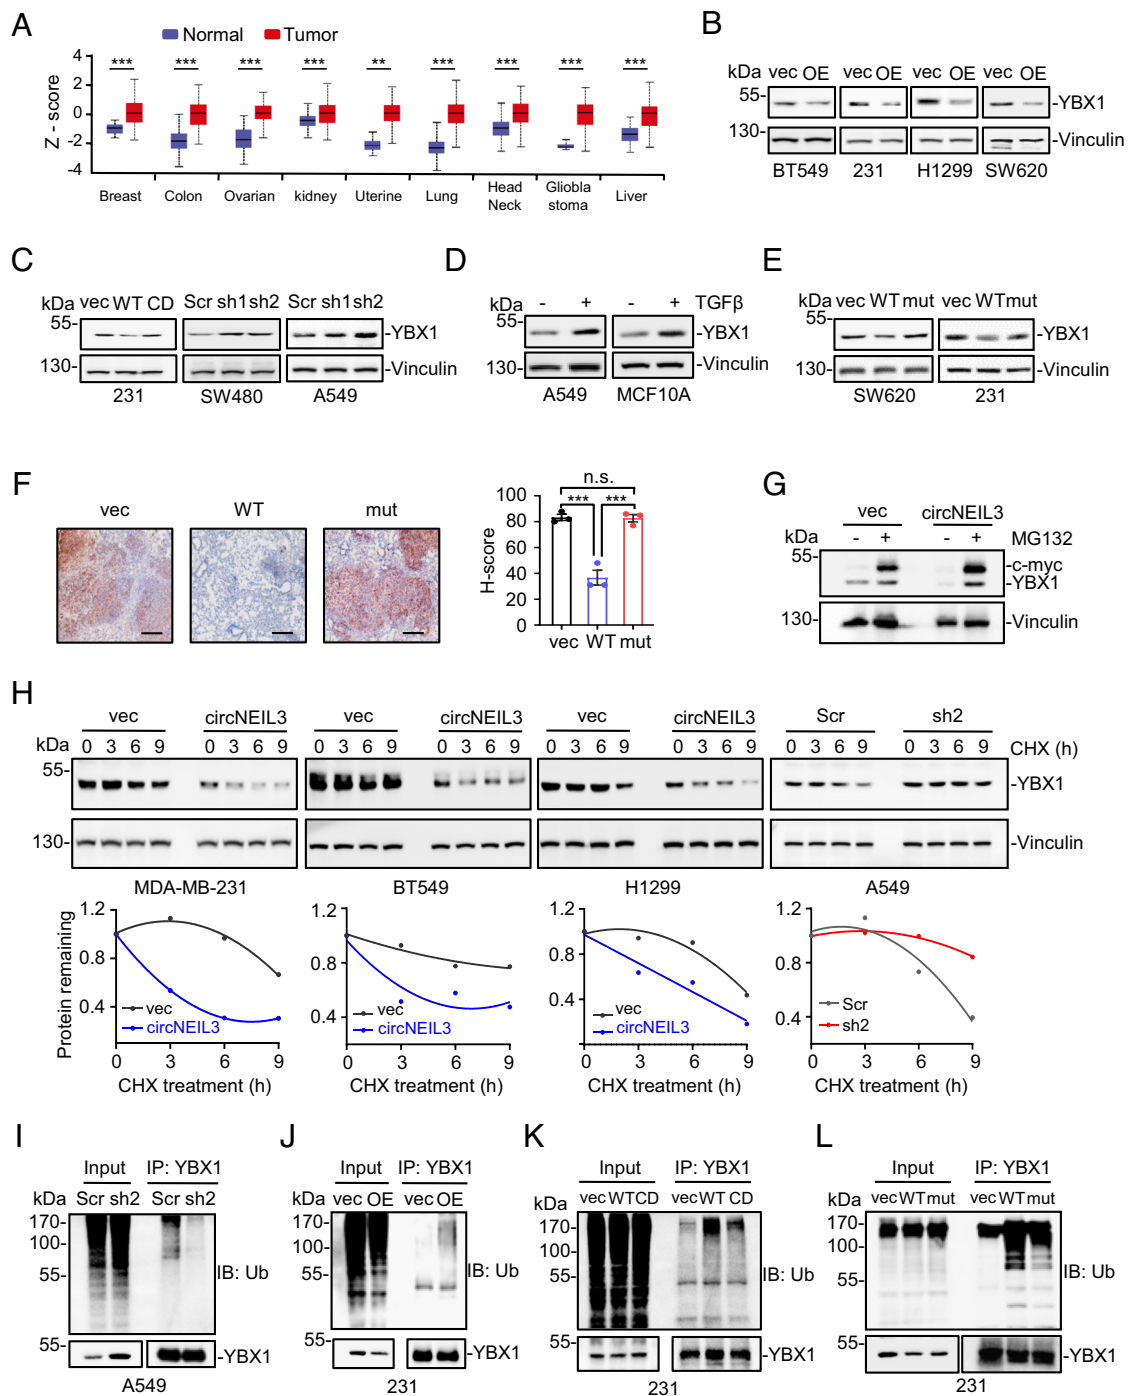 A
Normal Tumor
Z - score
4
2
0
-2
-4
*** *** *** *** ** *** *** *** ***
Breast Colon Ovarian kidney Uterine Lung Head Neck Gliobla stoma Liver
B
kDa vec OE vec OE vec OE vec OE
55- -YBX1
130- -Vinculin
BT549 231 H1299 SW620
C
kDa vec WT CD Scr sh1 sh2 Scr sh1 sh2
55- -YBX1
130- -Vinculin
231 SW480 A549
D
kDa - + - + TGFβ
55- -YBX1
130- -Vinculin
A549 MCF10A
E
kDa vec WT mut vec WT mut
55- -YBX1
130- -Vinculin
SW620 231
F
vec WT mut
n.s.
*** ***
H-score
100
80
60
40
20
0
vec WT mut
G
vec circNEIL3
kDa - + - + MG132
55- -c-myc
-YBX1
130- -Vinculin
H
vec circNEIL3 vec circNEIL3 vec circNEIL3 Scr sh2
kDa 0 3 6 9 0 3 6 9 0 3 6 9 0 3 6 9 0 3 6 9 0 3 6 9 0 3 6 9 0 3 6 9 CHX (h)
55- -YBX1
130- -Vinculin
MDA-MB-231 BT549 H1299 A549
Protein remaining
1.2
0.8
0.4
vec
circNEIL3
0 3 6 9
CHX treatment (h)
1.2
0.8
0.4
vec
circNEIL3
0 3 6 9
CHX treatment (h)
1.2
0.8
0.4
vec
circNEIL3
0 3 6 9
CHX treatment (h)
1.2
0.8
0.4
Scr
sh2
0 3 6 9
CHX treatment (h)
I
Input IP: YBX1
kDa Scr sh2 Scr sh2
170-
100-
55-
IB: Ub
55- -YBX1
A549
J
Input IP: YBX1
kDa vec OE vec OE
170-
100-
55-
IB: Ub
55- -YBX1
231
K
Input IP: YBX1
kDa vec WT CD vec WT CD
170-
100-
55-
IB: Ub
55- -YBX1
231
L
Input IP: YBX1
kDa vec WT mut vec WT mut
170-
100-
55-
IB: Ub
55- -YBX1
231